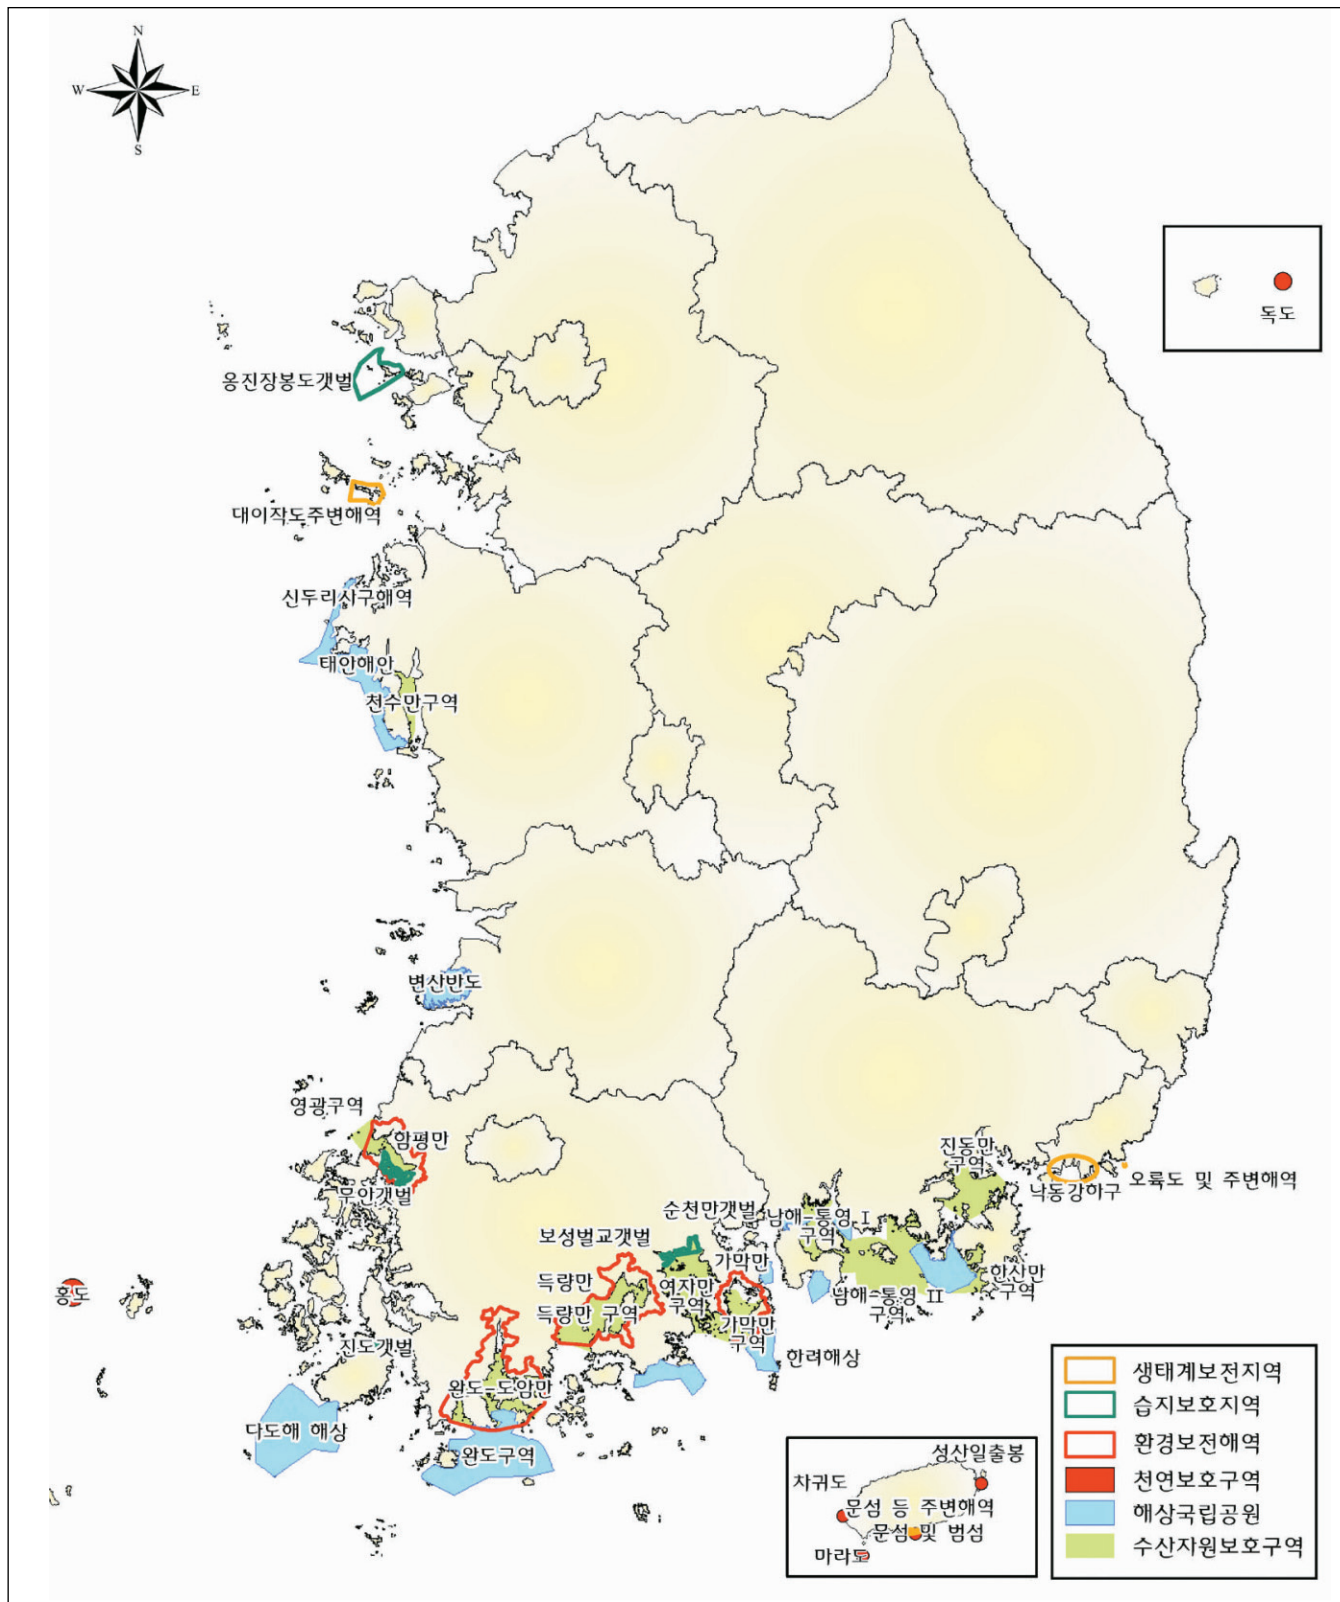 N
W
E
S
독도
옹진장봉도갯벌
대이작도주변해역
신두리사구해역
태안해안
천수만구역
변산반도
영광구역
함평만
무안갯벌
진동만
구역
낙동강하구
오륙도 및 주변해역
순천만갯벌
남해-통영 I
구역
보성벌교갯벌
득량만
가막만
여자만
구역
한산만
구역
홍도
득량만 구역
남해-통영 II
구역
가막만
구역
진도갯벌
한려해상
완도-도암만
다도해 해상
완도구역
생태계보전지역
습지보호지역
환경보전해역
천연보호구역
해상국립공원
수산자원보호구역
성산일출봉
차귀도
문섬 등 주변해역
문섬 및 범섬
마라도